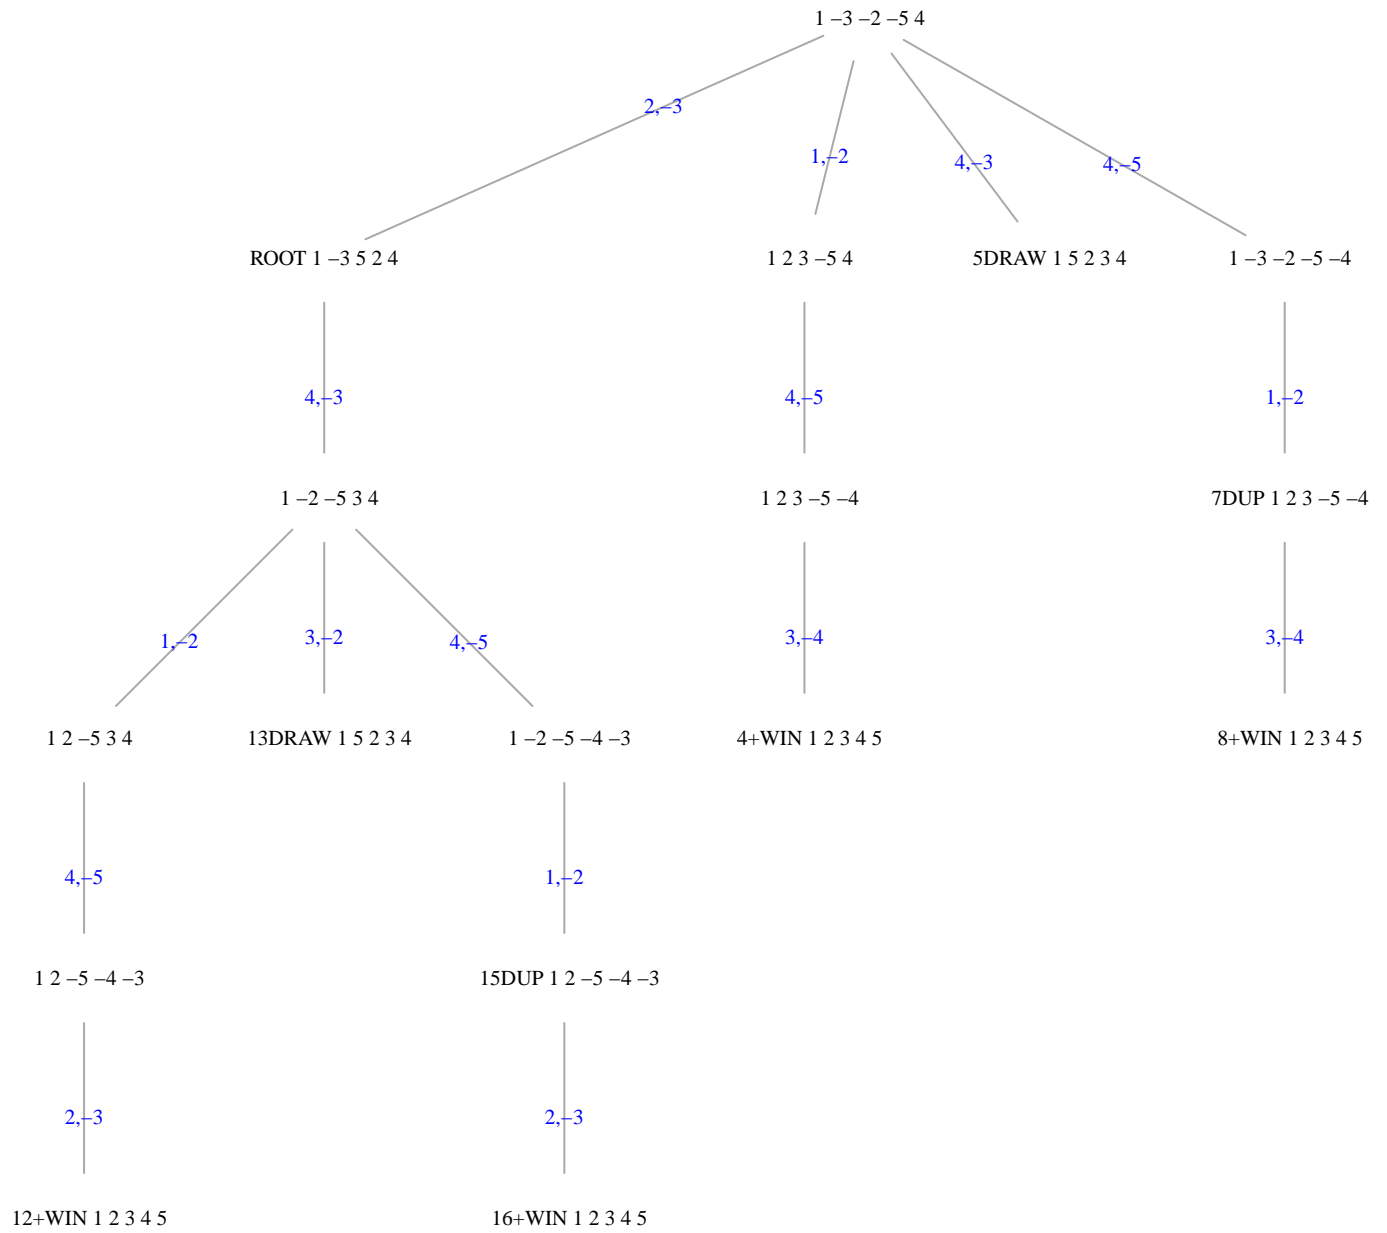 1 –3 –2 –5 4
2,–3
1,–2
4,–3
4,–5
ROOT 1 –3 5 2 4
1 2 3 –5 4
5DRAW 1 5 2 3 4
1 –3 –2 –5 –4
4,–3
4,–5
1,–2
1 –2 –5 3 4
1 2 3 –5 –4
7DUP 1 2 3 –5 –4
1,–2
3,–2
4,–5
3,–4
3,–4
1 2 –5 3 4
13DRAW 1 5 2 3 4
1 –2 –5 –4 –3
4+WIN 1 2 3 4 5
8+WIN 1 2 3 4 5
4,–5
1,–2
1 2 –5 –4 –3
15DUP 1 2 –5 –4 –3
2,–3
2,–3
12+WIN 1 2 3 4 5
16+WIN 1 2 3 4 5